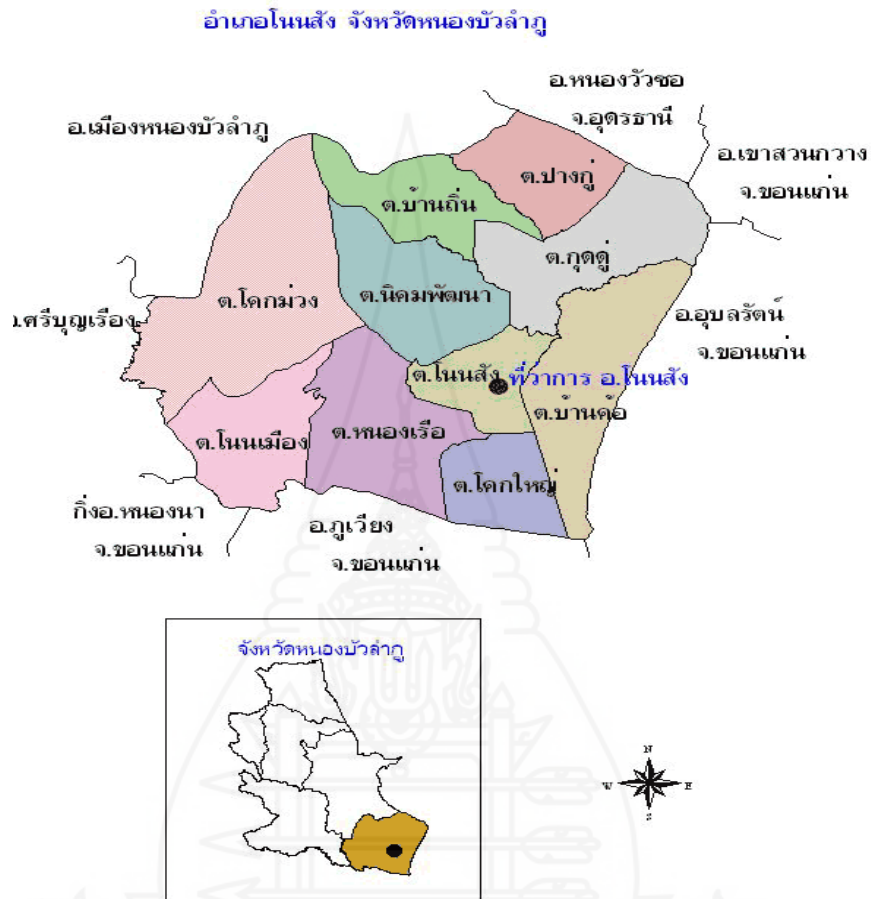 อำเภอโนนสัง จังหวัดหนองบัวลำภู
อ.หนองวัวซอ
จ.อุดรธานี
อ.เมืองหนองบัวลำภู
อ.เขาสวนกวาง
จ.ขอนแก่น
ต.ปางกู่
ต.บ้านถิ่น
ต.กุดดู่
ต.โคกม่วง
ต.นิคมพัฒนา
.ศรีบุญเรือง
อ.อุบลรัตน์
จ.ขอนแก่น
ต.โนนสัง
ที่วาการ อ.โนนสัง
ต.บ้านค้อ
ต.โนนเมือง
ต.หนองเรือ
ต.โคกใหญ่
กิ่งอ.หนองนา
จ.ขอนแก่น
อ.ภูเวียง
จ.ขอนแก่น
จังหวัดหนองบัวลำภู
N
W
E
S